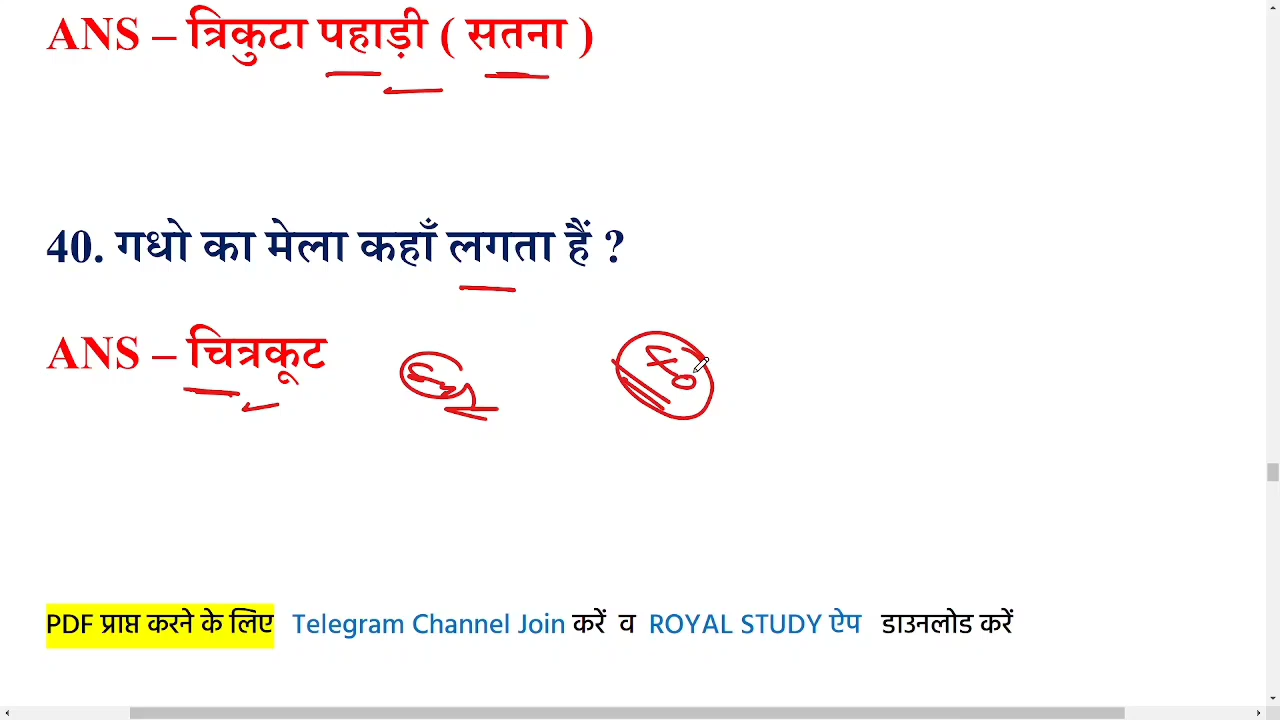 ANS – त्रिकुटा पहाड़ी ( सतना )
40. गधो का मेला कहाँ लगता हैं ?
ANS – चित्रकूट
40
PDF प्राप्त करने के लिए Telegram Channel Join करें व ROYAL STUDY ऐप डाउनलोड करें